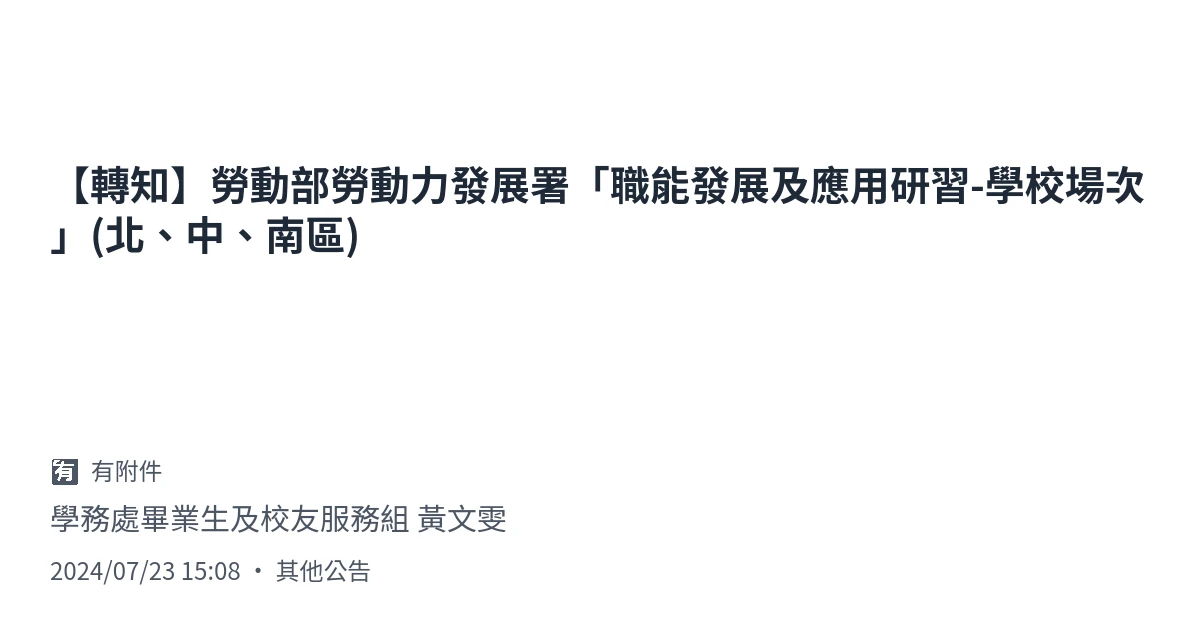 【轉知】勞動部勞動力發展署「職能發展及應用研習-學校場次
」(北、中、南區)
有 有附件
學務處畢業生及校友服務組 黃文雯
2024/07/23 15:08 • 其他公告